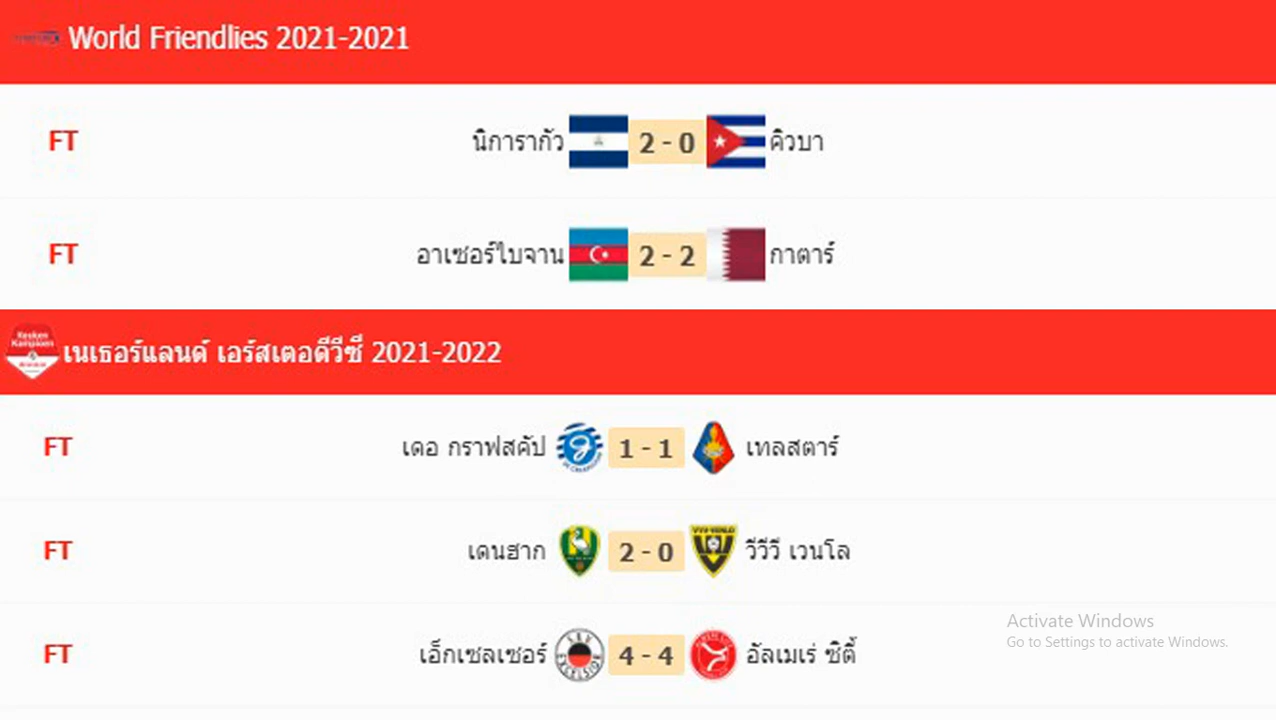 World Friendlies 2021-2021
FT นิการากัว 2 - 0 คิวบา
FT อาเซอร์ไบจาน 2 - 2 กาตาร์
Keuken Kampioen เนเธอร์แลนด์ เอร์สเตอดีวีซี 2021-2022
FT เดอ กราฟสคัป 1 - 1 เทลสตาร์
FT เดนฮาก 2 - 0 วีวีวี เวนโล
FT เอ็กเซลเซอร์ EXCELSIOR 4 - 4 อัลเมเร่ ซิตี้
Activate Windows
Go to Settings to activate Windows.